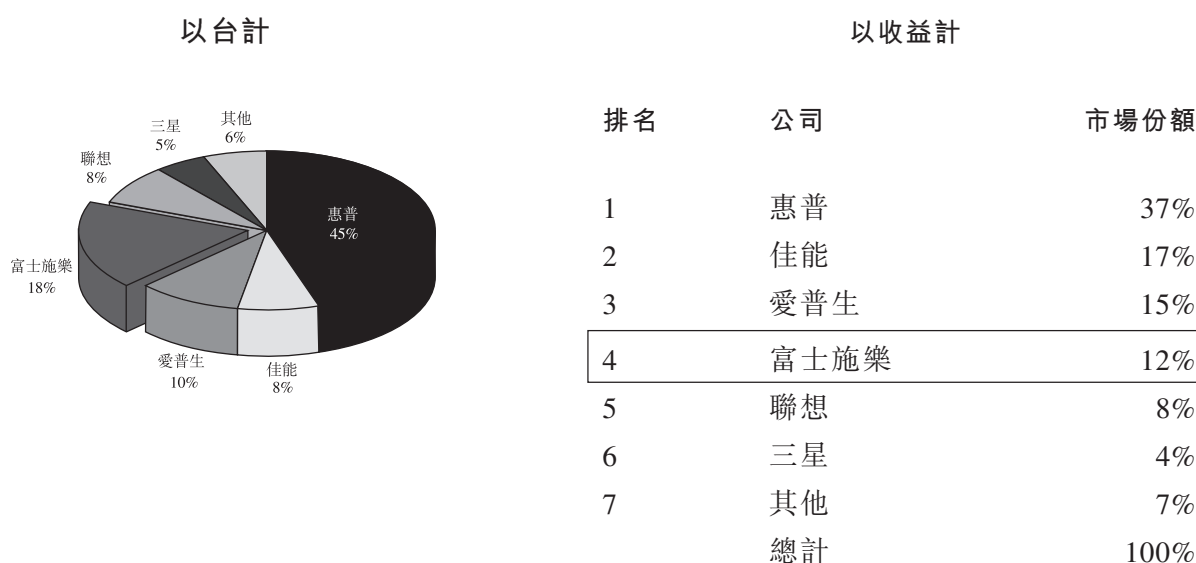 以台計
三星
5%
其他
6%
聯想
8%
惠普
45%
富士施樂
18%
愛普生
10%
佳能
8%
以收益計
排名 公司 市場份額
1 惠普 37%
2 佳能 17%
3 愛普生 15%
4 富士施樂 12%
5 聯想 8%
6 三星 4%
7 其他 7%
總計 100%